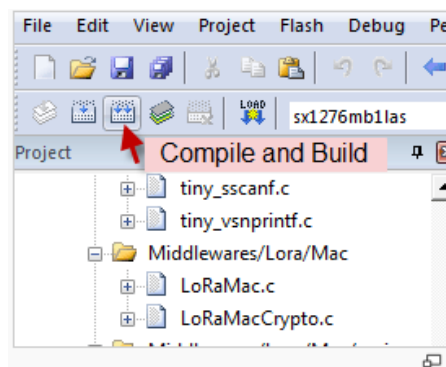 File Edit View Project Flash Debug Pe
LOAD sx1276mb1las
Project Compile and Build
tiny_sscanf.c
tiny_vsnprintf.c
Middlewares/Lora/Mac
LoRaMac.c
LoRaMacCrypto.c